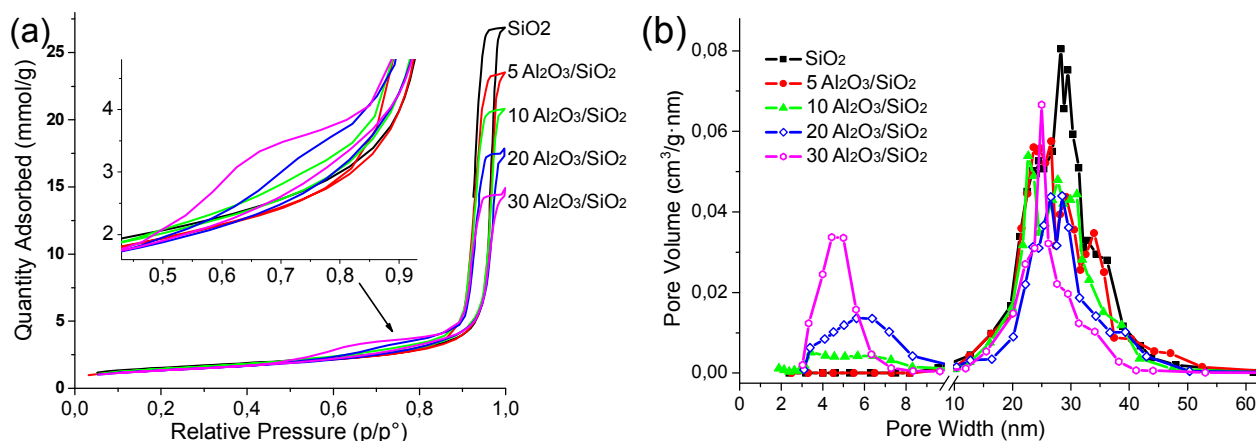 (a)
Quantity Adsorbed (mmol/g)
25
20
15
10
5
0
0,0 0,2 0,4 0,6 0,8 1,0
Relative Pressure (p/p°)
4
3
2
0,5 0,6 0,7 0,8 0,9
SiO2
5 Al₂O₃/SiO₂
10 Al₂O₃/SiO₂
20 Al₂O₃/SiO₂
30 Al₂O₃/SiO₂
(b)
Pore Volume (cm³/g·nm)
0,08
0,06
0,04
0,02
0,00
0 2 4 6 8 10 20 30 40 50 60
Pore Width (nm)
SiO₂
5 Al₂O₃/SiO₂
10 Al₂O₃/SiO₂
20 Al₂O₃/SiO₂
30 Al₂O₃/SiO₂